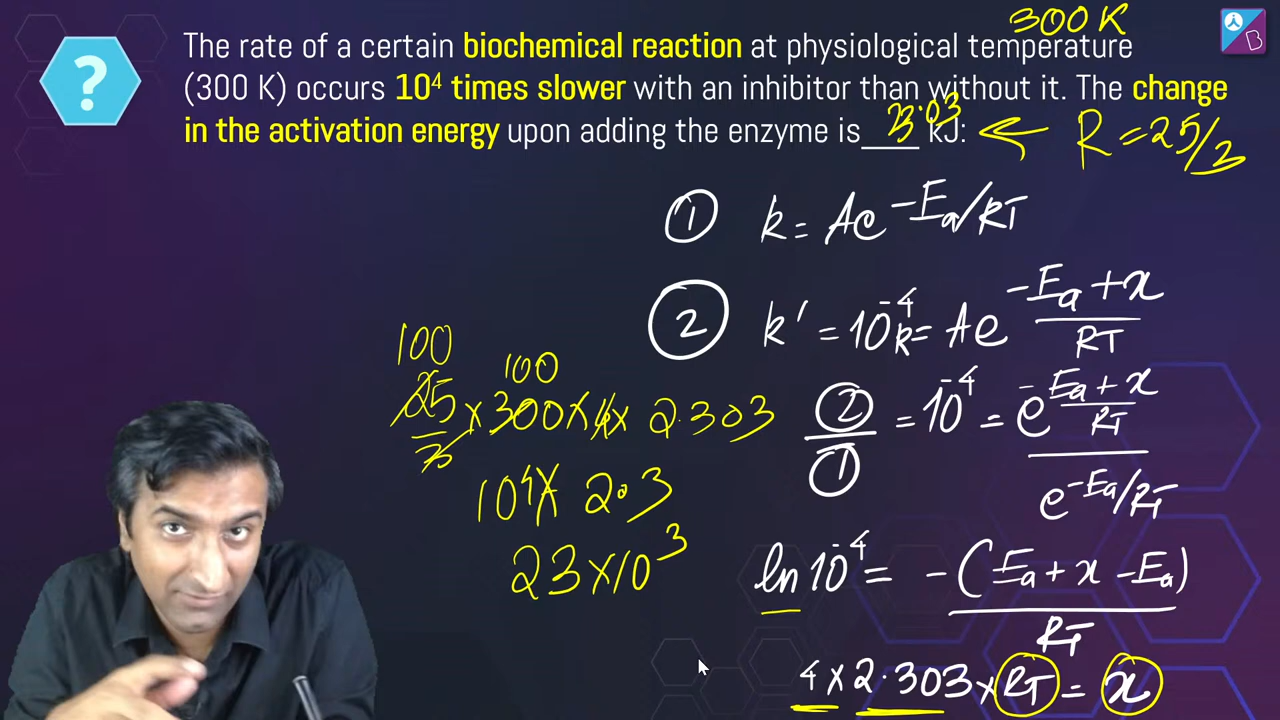 300 K
The rate of a certain biochemical reaction at physiological temperature
(300 K) occurs 10⁴ times slower with an inhibitor than without it. The change
in the activation energy upon adding the enzyme is 23.03 kJ: ← R = 25/3
① k = Ae^-Ea/RT
② k' = 10^-4 k = Ae^-Ea+x/RT
②/① = 10^-4 = e^-Ea+x/RT / e^-Ea/RT
ln 10^-4 = -(Ea + x - Ea)/RT
4 × 2.303 × RT = x
100 100
25/3 × 300 × 4 × 2.303
10⁴ × 2.3
23 × 10³
?
B